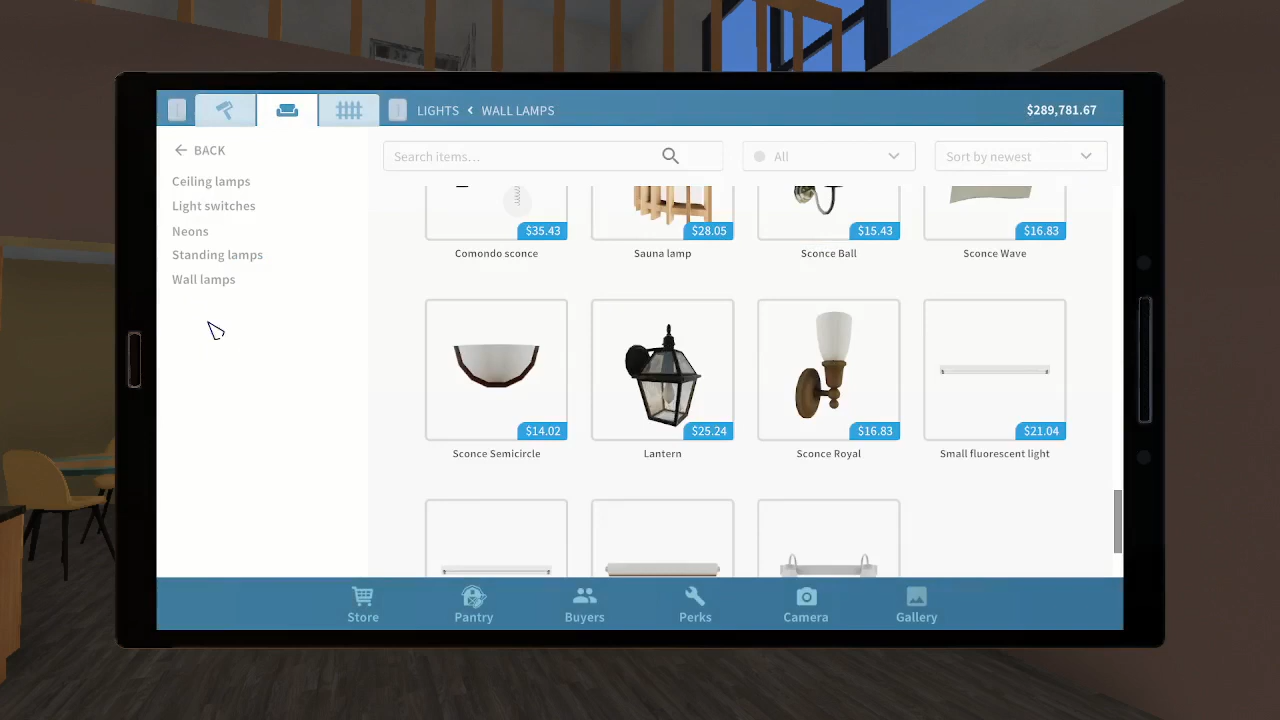 LIGHTS < WALL LAMPS
$289,781.67
BACK
Search items...
All
Sort by newest
Ceiling lamps
Light switches
Neons
Standing lamps
Wall lamps
$35.43
$28.05
$15.43
$16.83
Comondo sconce
Sauna lamp
Sconce Ball
Sconce Wave
$14.02
$25.24
$16.83
$21.04
Sconce Semicircle
Lantern
Sconce Royal
Small fluorescent light
Store
Pantry
Buyers
Perks
Camera
Gallery